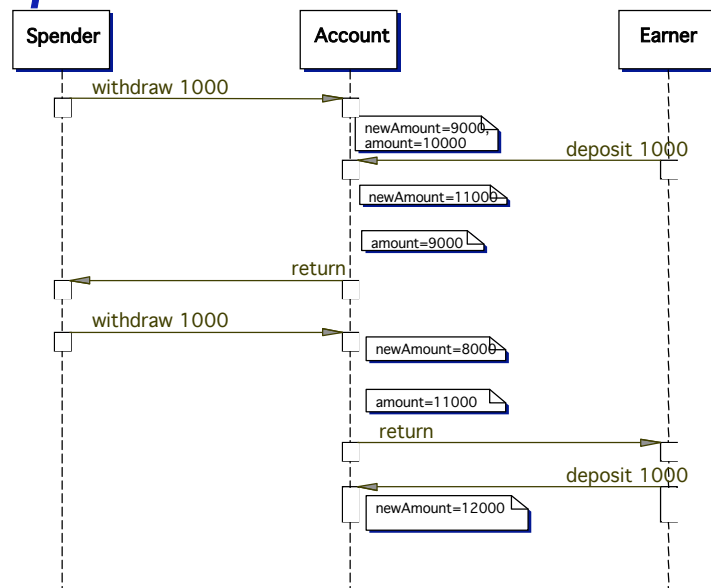 Spender
Account
Earner
withdraw 1000
newAmount=9000,
amount=10000
deposit 1000
newAmount=11000
amount=9000
return
withdraw 1000
newAmount=8000
amount=11000
return
deposit 1000
newAmount=12000